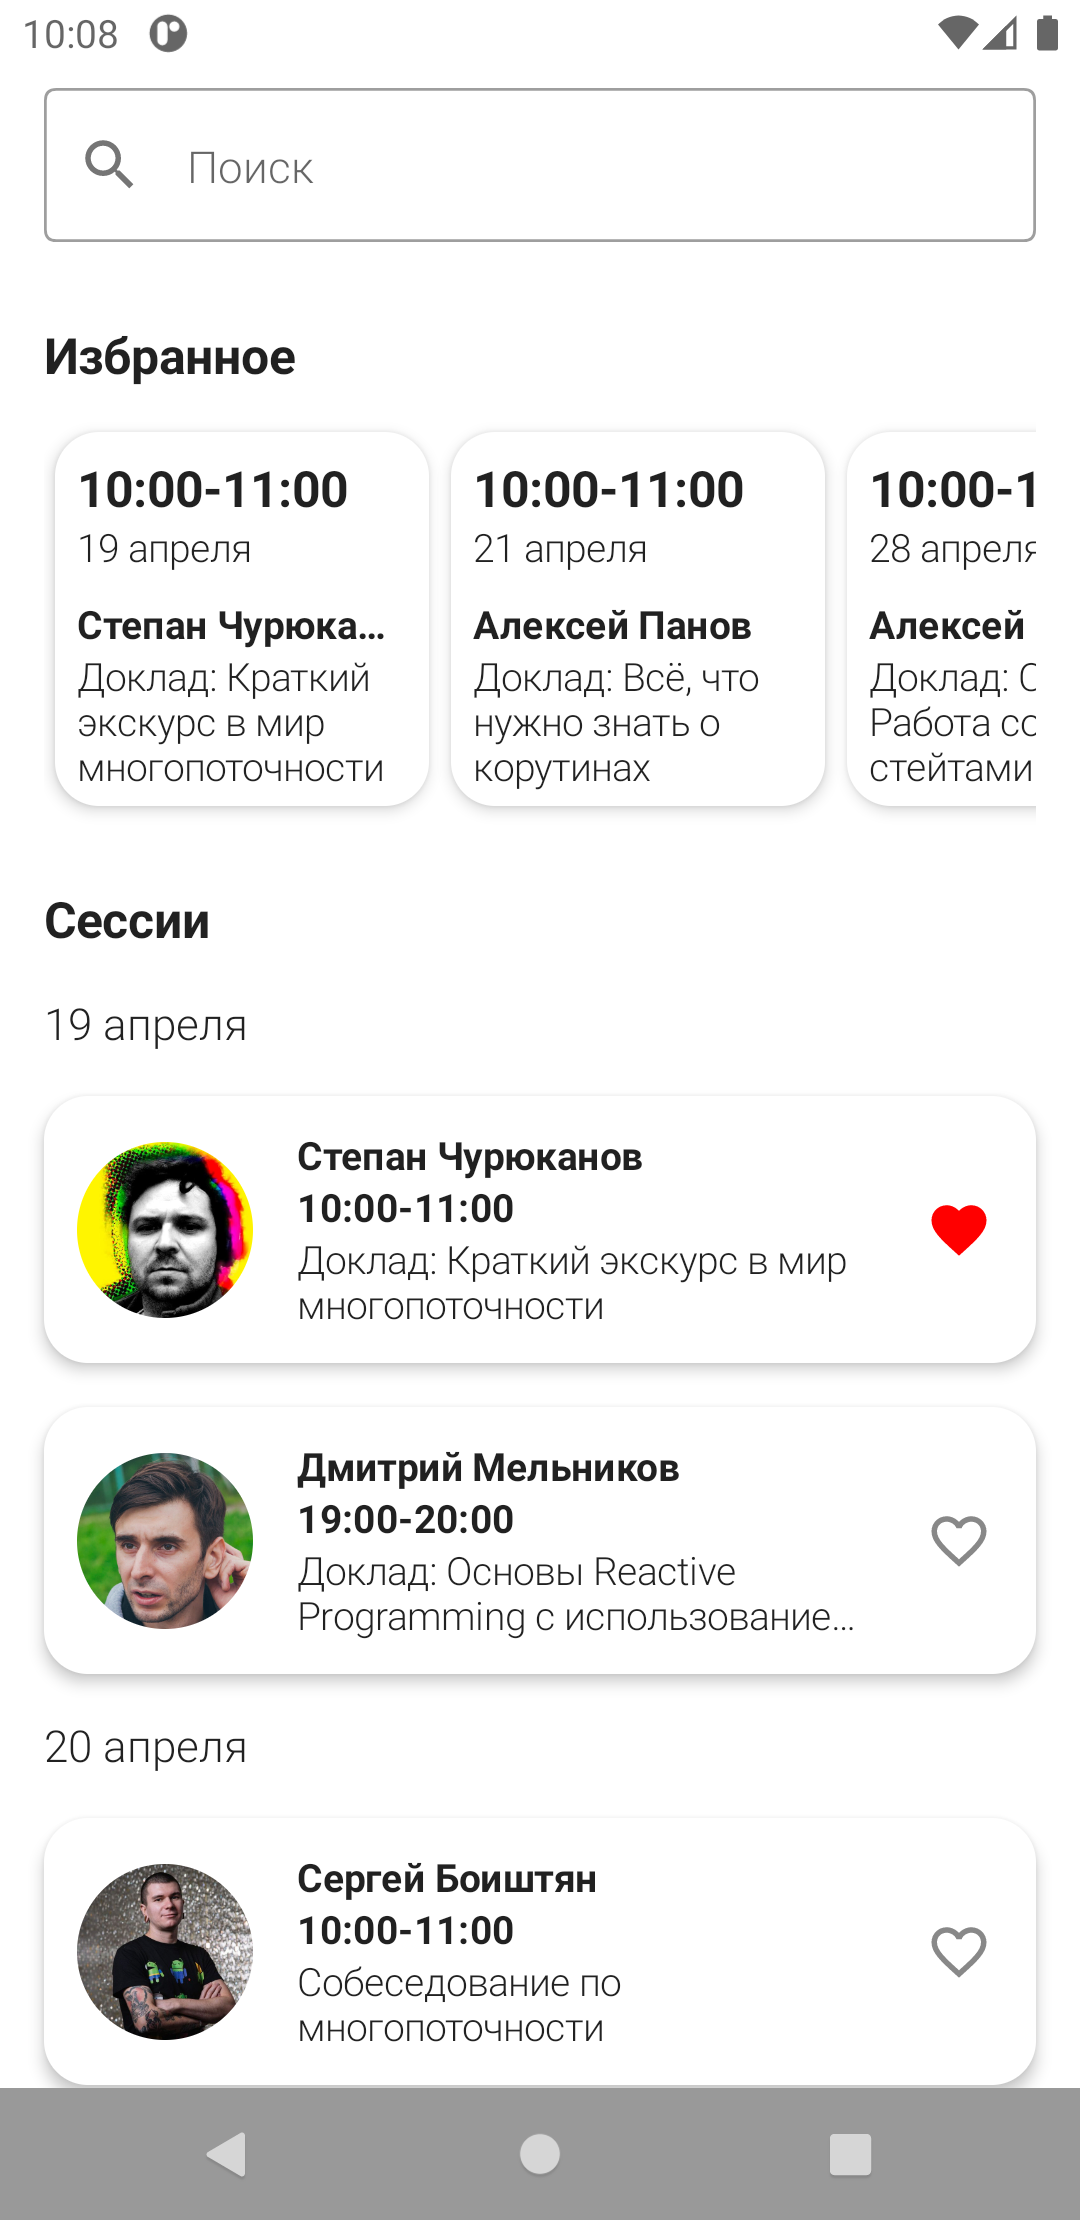 10:08
Поиск
Избранное
10:00-11:00
19 апреля
Степан Чурюка...
Доклад: Краткий
экскурс в мир
многопоточности
10:00-11:00
21 апреля
Алексей Панов
Доклад: Всё, что
нужно знать о
корутинах
10:00-1
28 апреля
Алексей
Доклад: С
Работа со
стейтами
Сессии
19 апреля
Степан Чурюканов
10:00-11:00
Доклад: Краткий экскурс в мир
многопоточности
Дмитрий Мельников
19:00-20:00
Доклад: Основы Reactive
Programming с использование...
20 апреля
Сергей Боиштян
10:00-11:00
Собеседование по
многопоточности